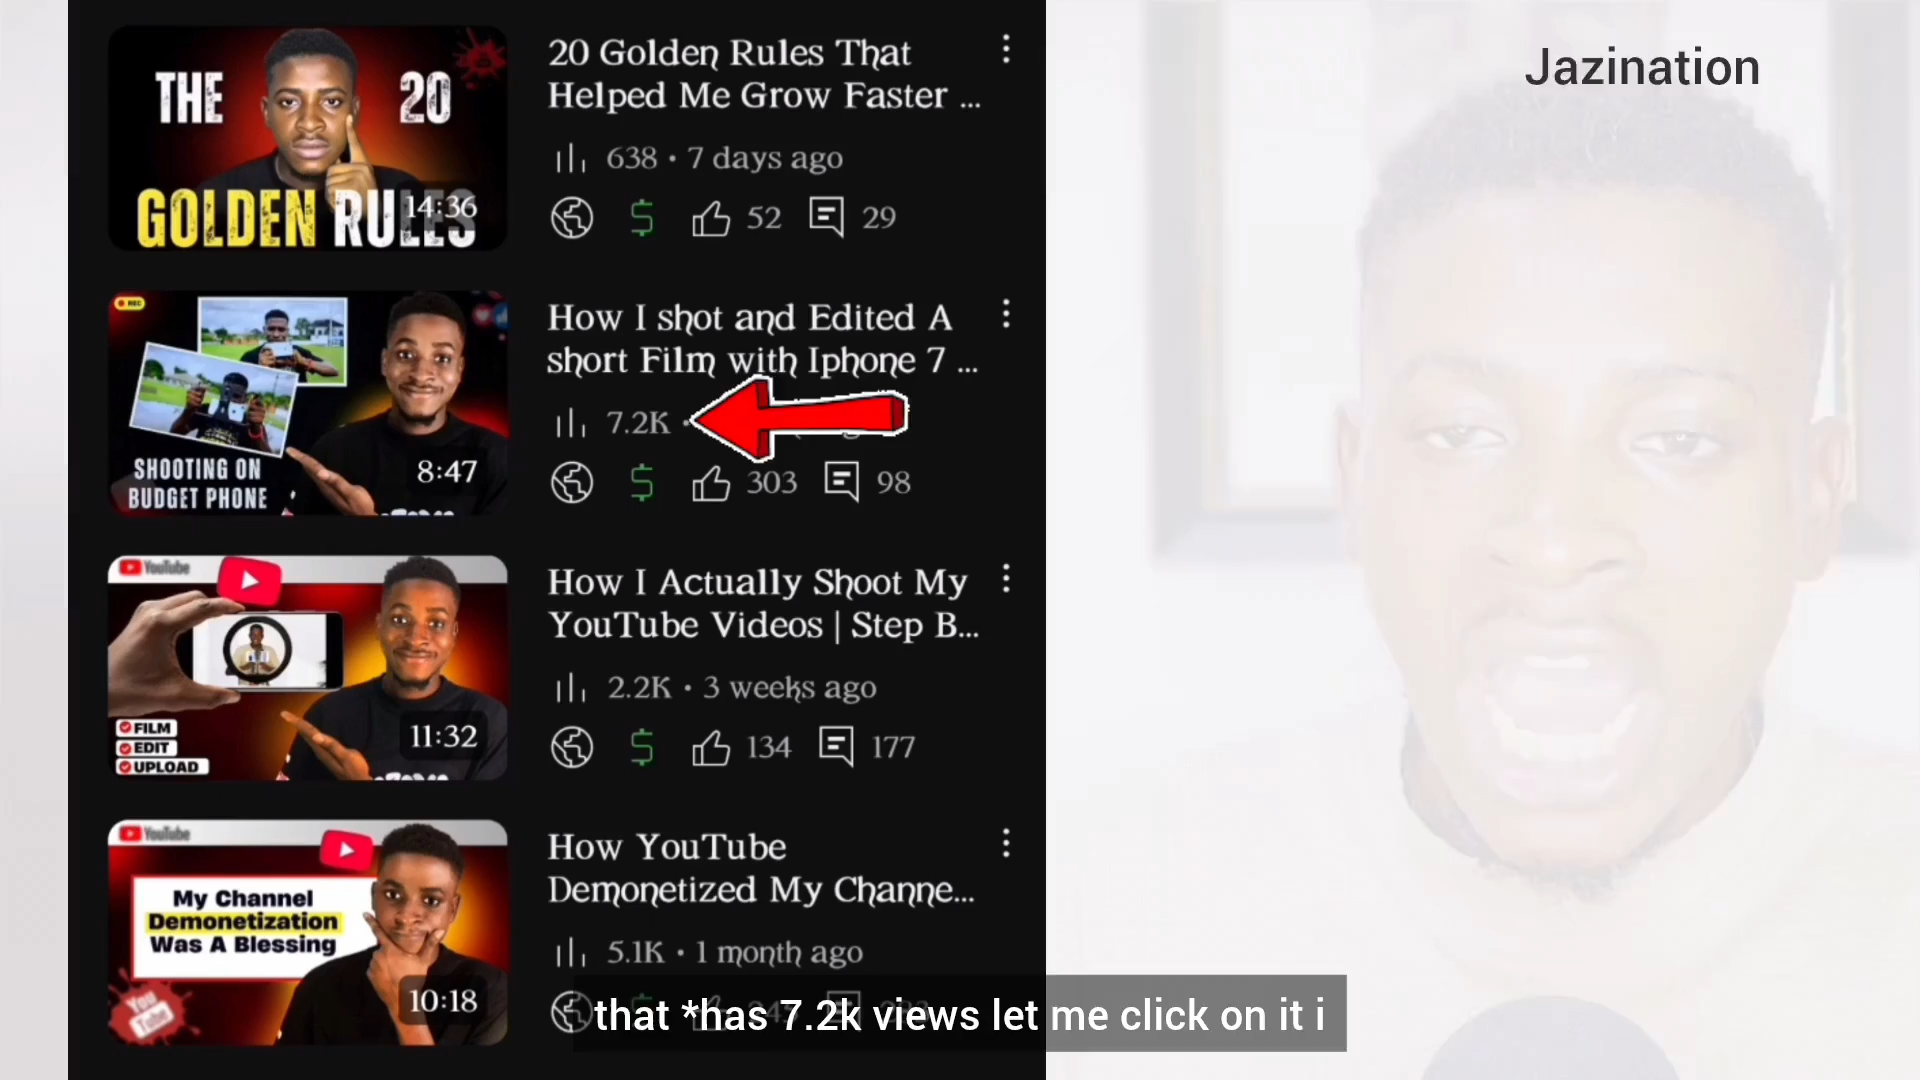 Jazination
THE 20
GOLDEN RULES
14:36
20 Golden Rules That
Helped Me Grow Faster ...
638 • 7 days ago
52
29
REC
SHOOTING ON
BUDGET PHONE
8:47
How I shot and Edited A
short Film with Iphone 7 ...
7.2K •
303
98
YouTube
FILM
EDIT
UPLOAD
11:32
How I Actually Shoot My
YouTube Videos | Step B...
2.2K • 3 weeks ago
134
177
YouTube
My Channel
Demonetization
Was A Blessing
You
Tube
10:18
How YouTube
Demonetized My Channe...
5.1K • 1 month ago
that *has 7.2k views let me click on it i